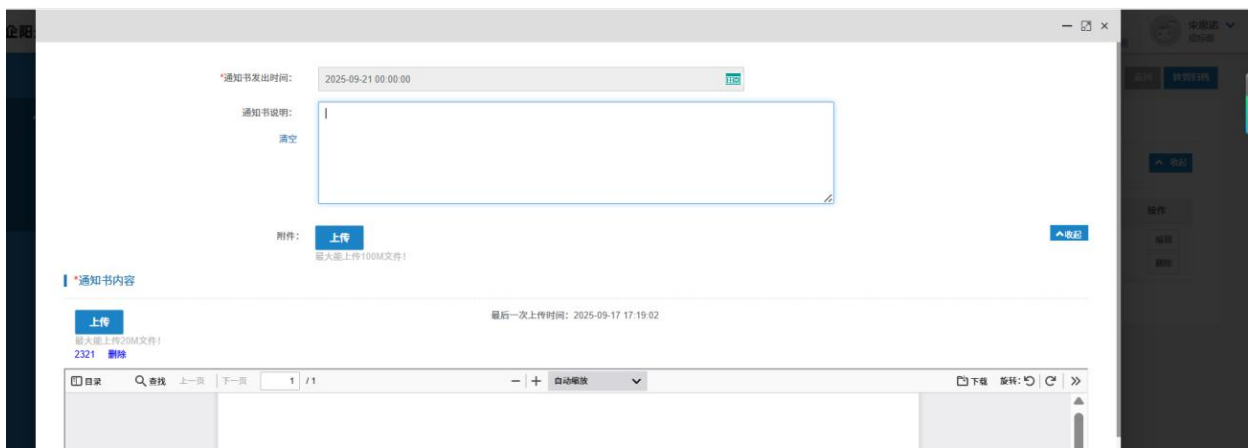 企阳
*通知书发出时间：
2025-09-21 00:00:00
通知书说明：
清空
附件：
上传
最大能上传100M文件！
收起
*通知书内容
上传
最大能上传20M文件！
最后一次上传时间：2025-09-17 17:19:02
2321 删除
目录 查找 上一页 下一页 1 / 1 自动缩放 下载 旋转：
返回
收起
操作
编辑
删除